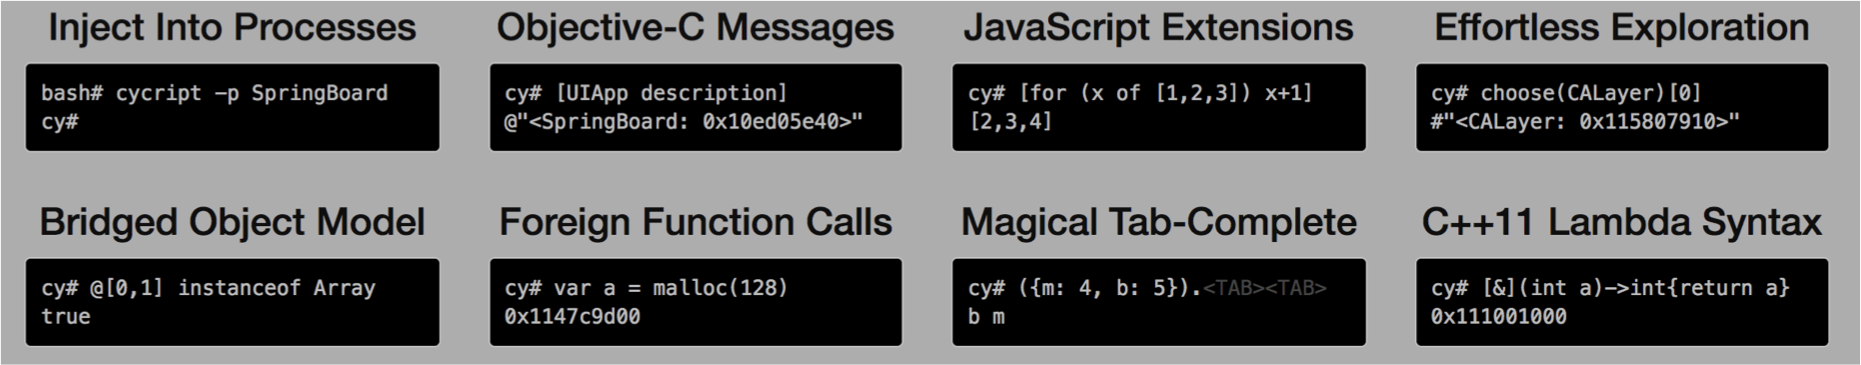 Inject Into Processes
bash# cycript -p SpringBoard
cy#
Objective-C Messages
cy# [UIApp description]
@"<SpringBoard: 0x10ed05e40>"
JavaScript Extensions
cy# [for (x of [1,2,3]) x+1]
[2,3,4]
Effortless Exploration
cy# choose(CALayer)[0]
#"<CALayer: 0x115807910>"
Bridged Object Model
cy# @[0,1] instanceof Array
true
Foreign Function Calls
cy# var a = malloc(128)
0x1147c9d00
Magical Tab-Complete
cy# ({m: 4, b: 5}).<TAB><TAB>
b m
C++11 Lambda Syntax
cy# [&](int a)->int{return a}
0x111001000